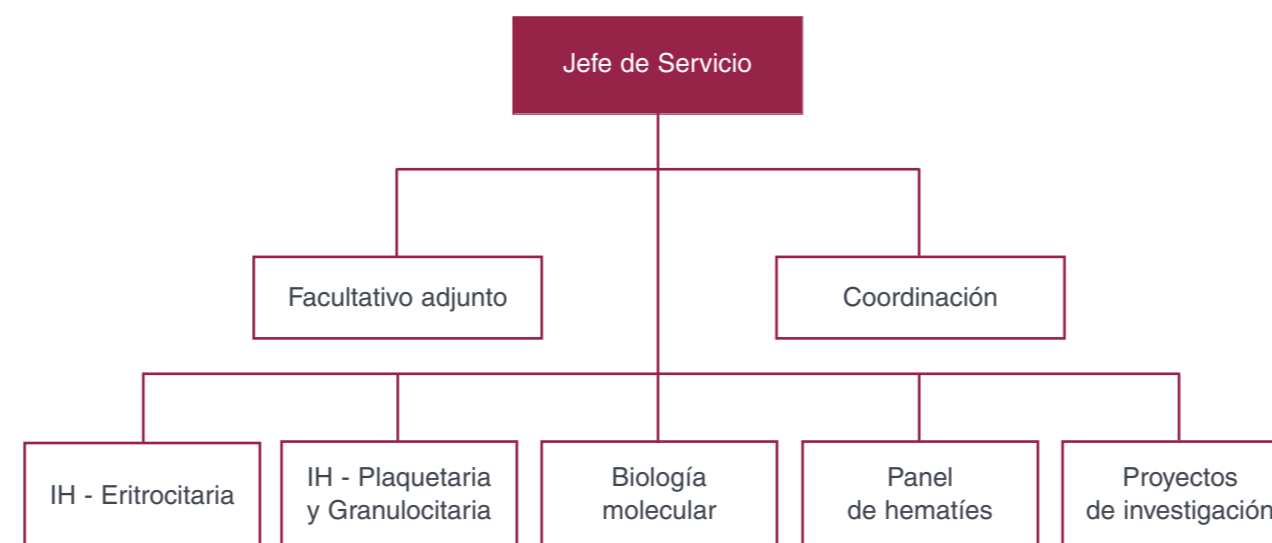 Jefe de Servicio
Facultativo adjunto
Coordinación
IH - Eritrocitaria
IH - Plaquetaria
y Granulocitaria
Biología
molecular
Panel
de hematíes
Proyectos
de investigación